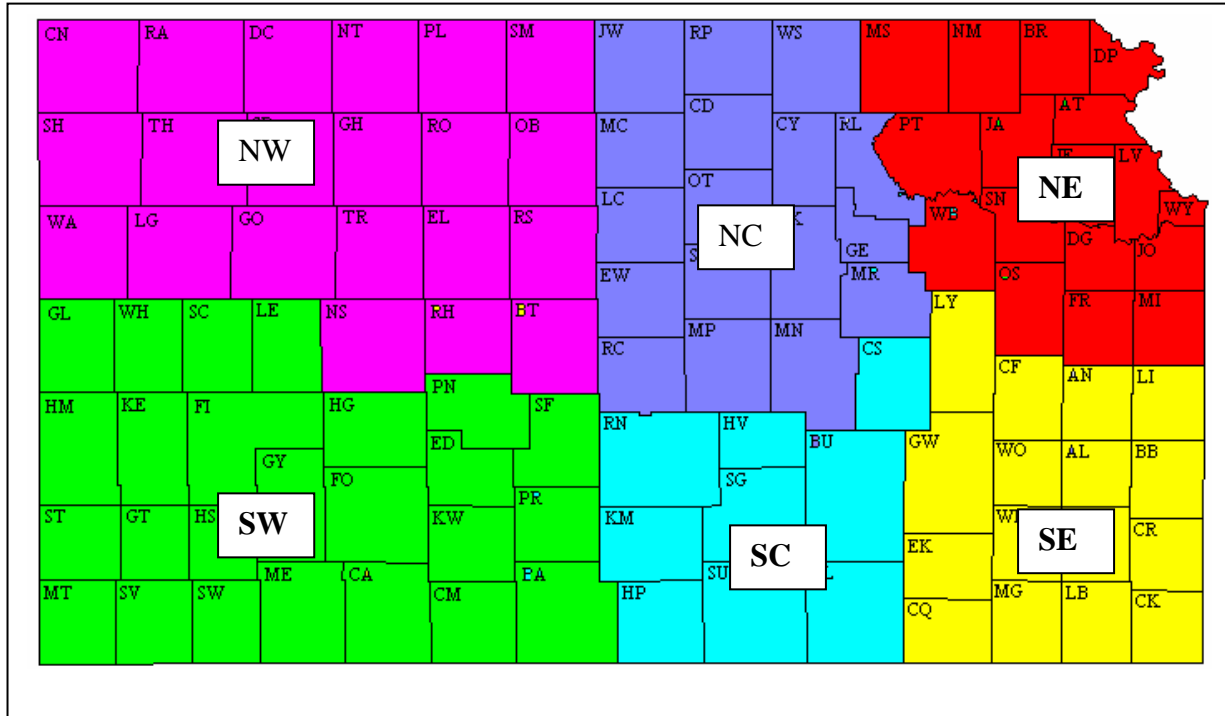 CN RA DC NT PL SM JW RP WS MS NM BR DP
SH TH GH RO OB MC CD CY RL PT JA AT
NW
LV
NE
WA LG GO TR EL RS LC OT WB SN WY
NC
GE DG JO
GL WH SC LE NS RH BT EW MR LY OS FR MI
RC MP MN CS
HM KE FI HG PN SF CF AN LI
RN HV BU GW
GY FO ED SG WO AL BB
ST GT HS KW PR KM CR
SW SC SE
EK
MT SV SW ME CA CM BA HP SU CQ MG LB CK